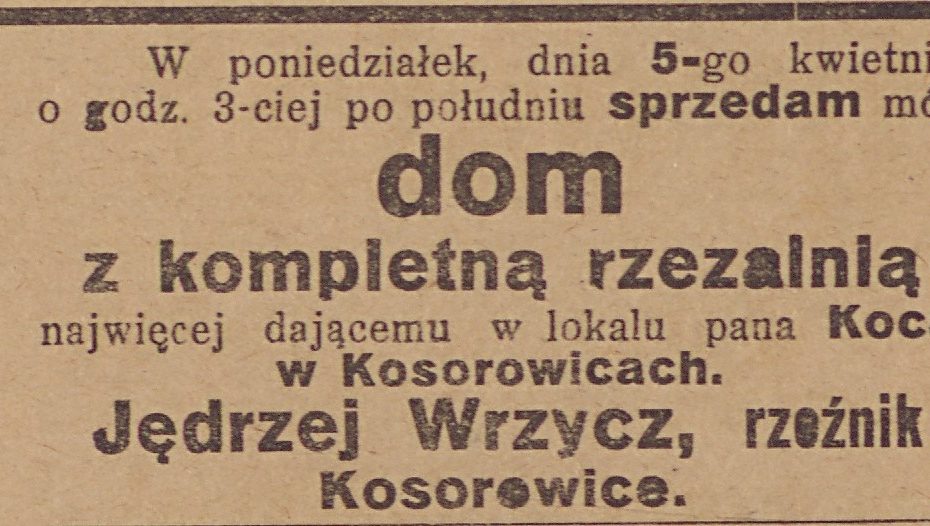 W poniedziałek, dnia 5-go kwietni
o godz. 3-ciej po południu sprzedam mó
dom
z kompletną rzezalnią
najwięcej dającemu w lokalu pana Koc
w Kosorowicach.
Jędrzej Wrzycz, rzeźnik
Kosorowice.